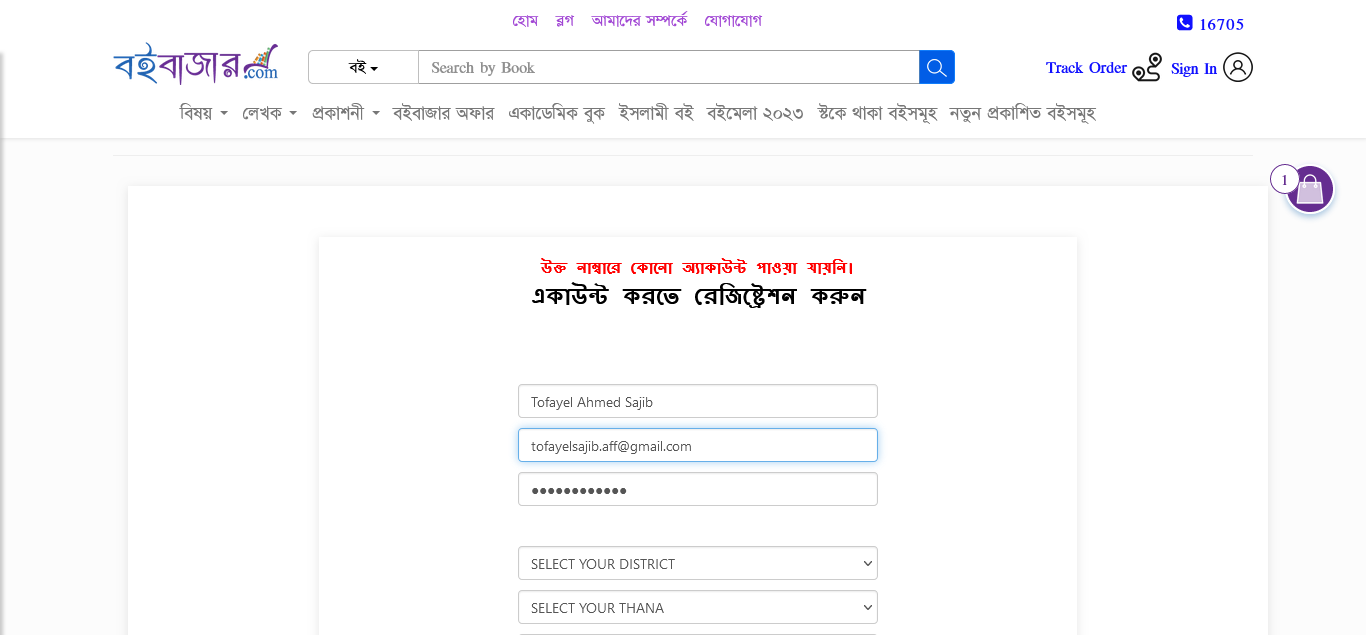 হোম ব্লগ আমাদের সম্পর্কে যোগাযোগ
16705
বইবাজার.com
বই
Search by Book
Track Order
Sign In
বিষয় লেখক প্রকাশনী বইবাজার অফার একাডেমিক বুক ইসলামী বই বইমেলা ২০২৩ স্টকে থাকা বইসমূহ নতুন প্রকাশিত বইসমূহ
1
উক্ত নাম্বারে কোনো অ্যাকাউন্ট পাওয়া যায়নি।
একাউন্ট করতে রেজিষ্ট্রেশন করুন
Tofayel Ahmed Sajib
tofayelsajib.aff@gmail.com
••••••••••••
SELECT YOUR DISTRICT
SELECT YOUR THANA